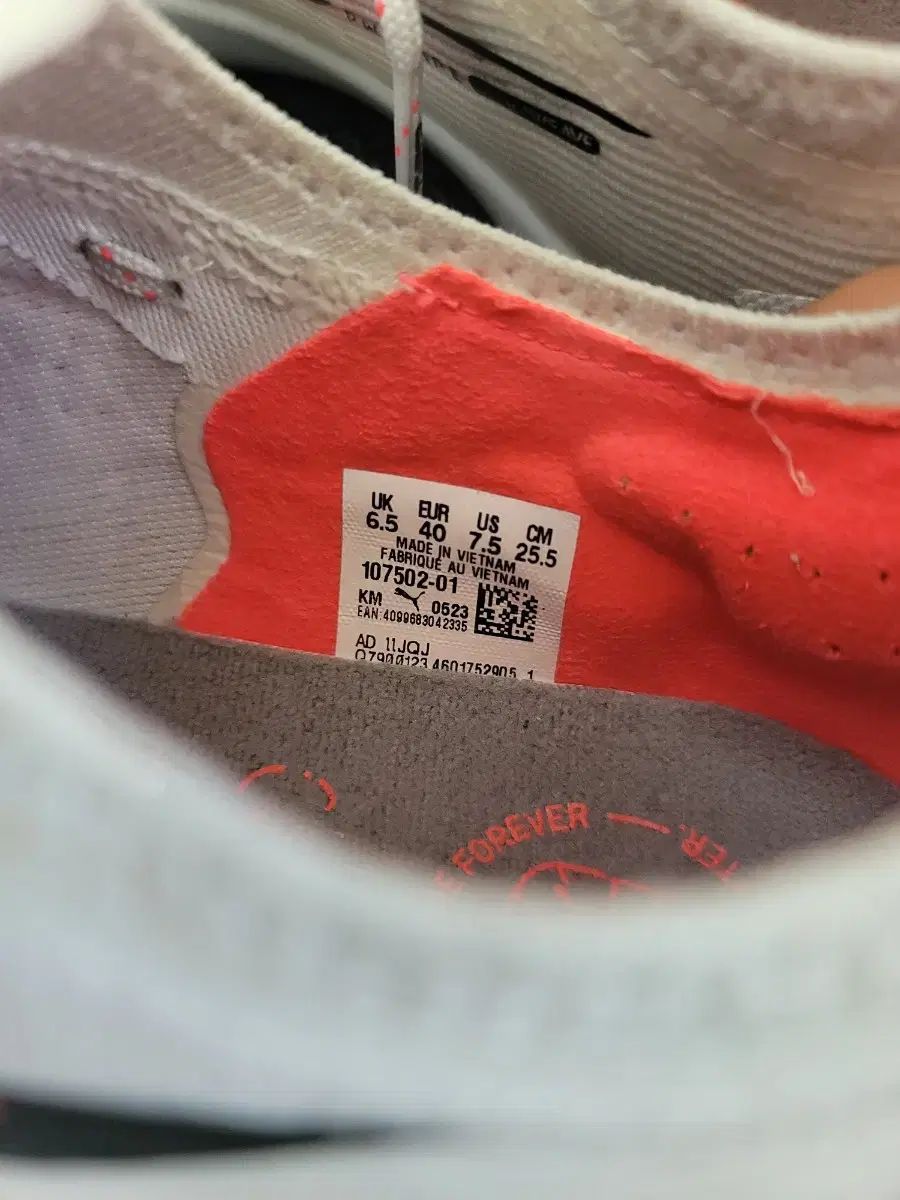 UK EUR US CM
6.5 40 7.5 25.5
MADE IN VIETNAM
FABRIQUÉ AU VIETNAM
107502-01
KM 0523
EAN:4099683042335
AD 11JQJ
Q7900123 4601752905 1
FOREVER